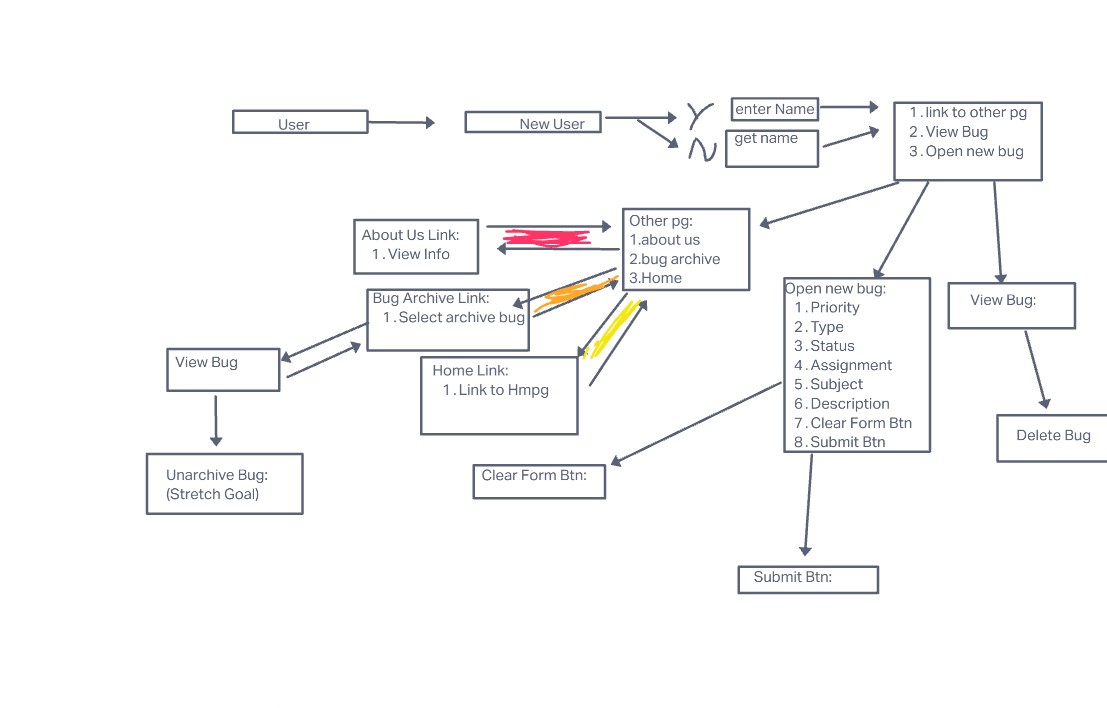 User
New User
Y
enter Name
N
get name
1. link to other pg
2. View Bug
3. Open new bug
About Us Link:
1. View Info
Other pg:
1.about us
2.bug archive
3.Home
Bug Archive Link:
1. Select archive bug
View Bug
Home Link:
1. Link to Hmpg
Unarchive Bug:
(Stretch Goal)
Open new bug:
1. Priority
2. Type
3. Status
4. Assignment
5. Subject
6. Description
7. Clear Form Btn
8. Submit Btn
View Bug:
Delete Bug
Clear Form Btn:
Submit Btn: